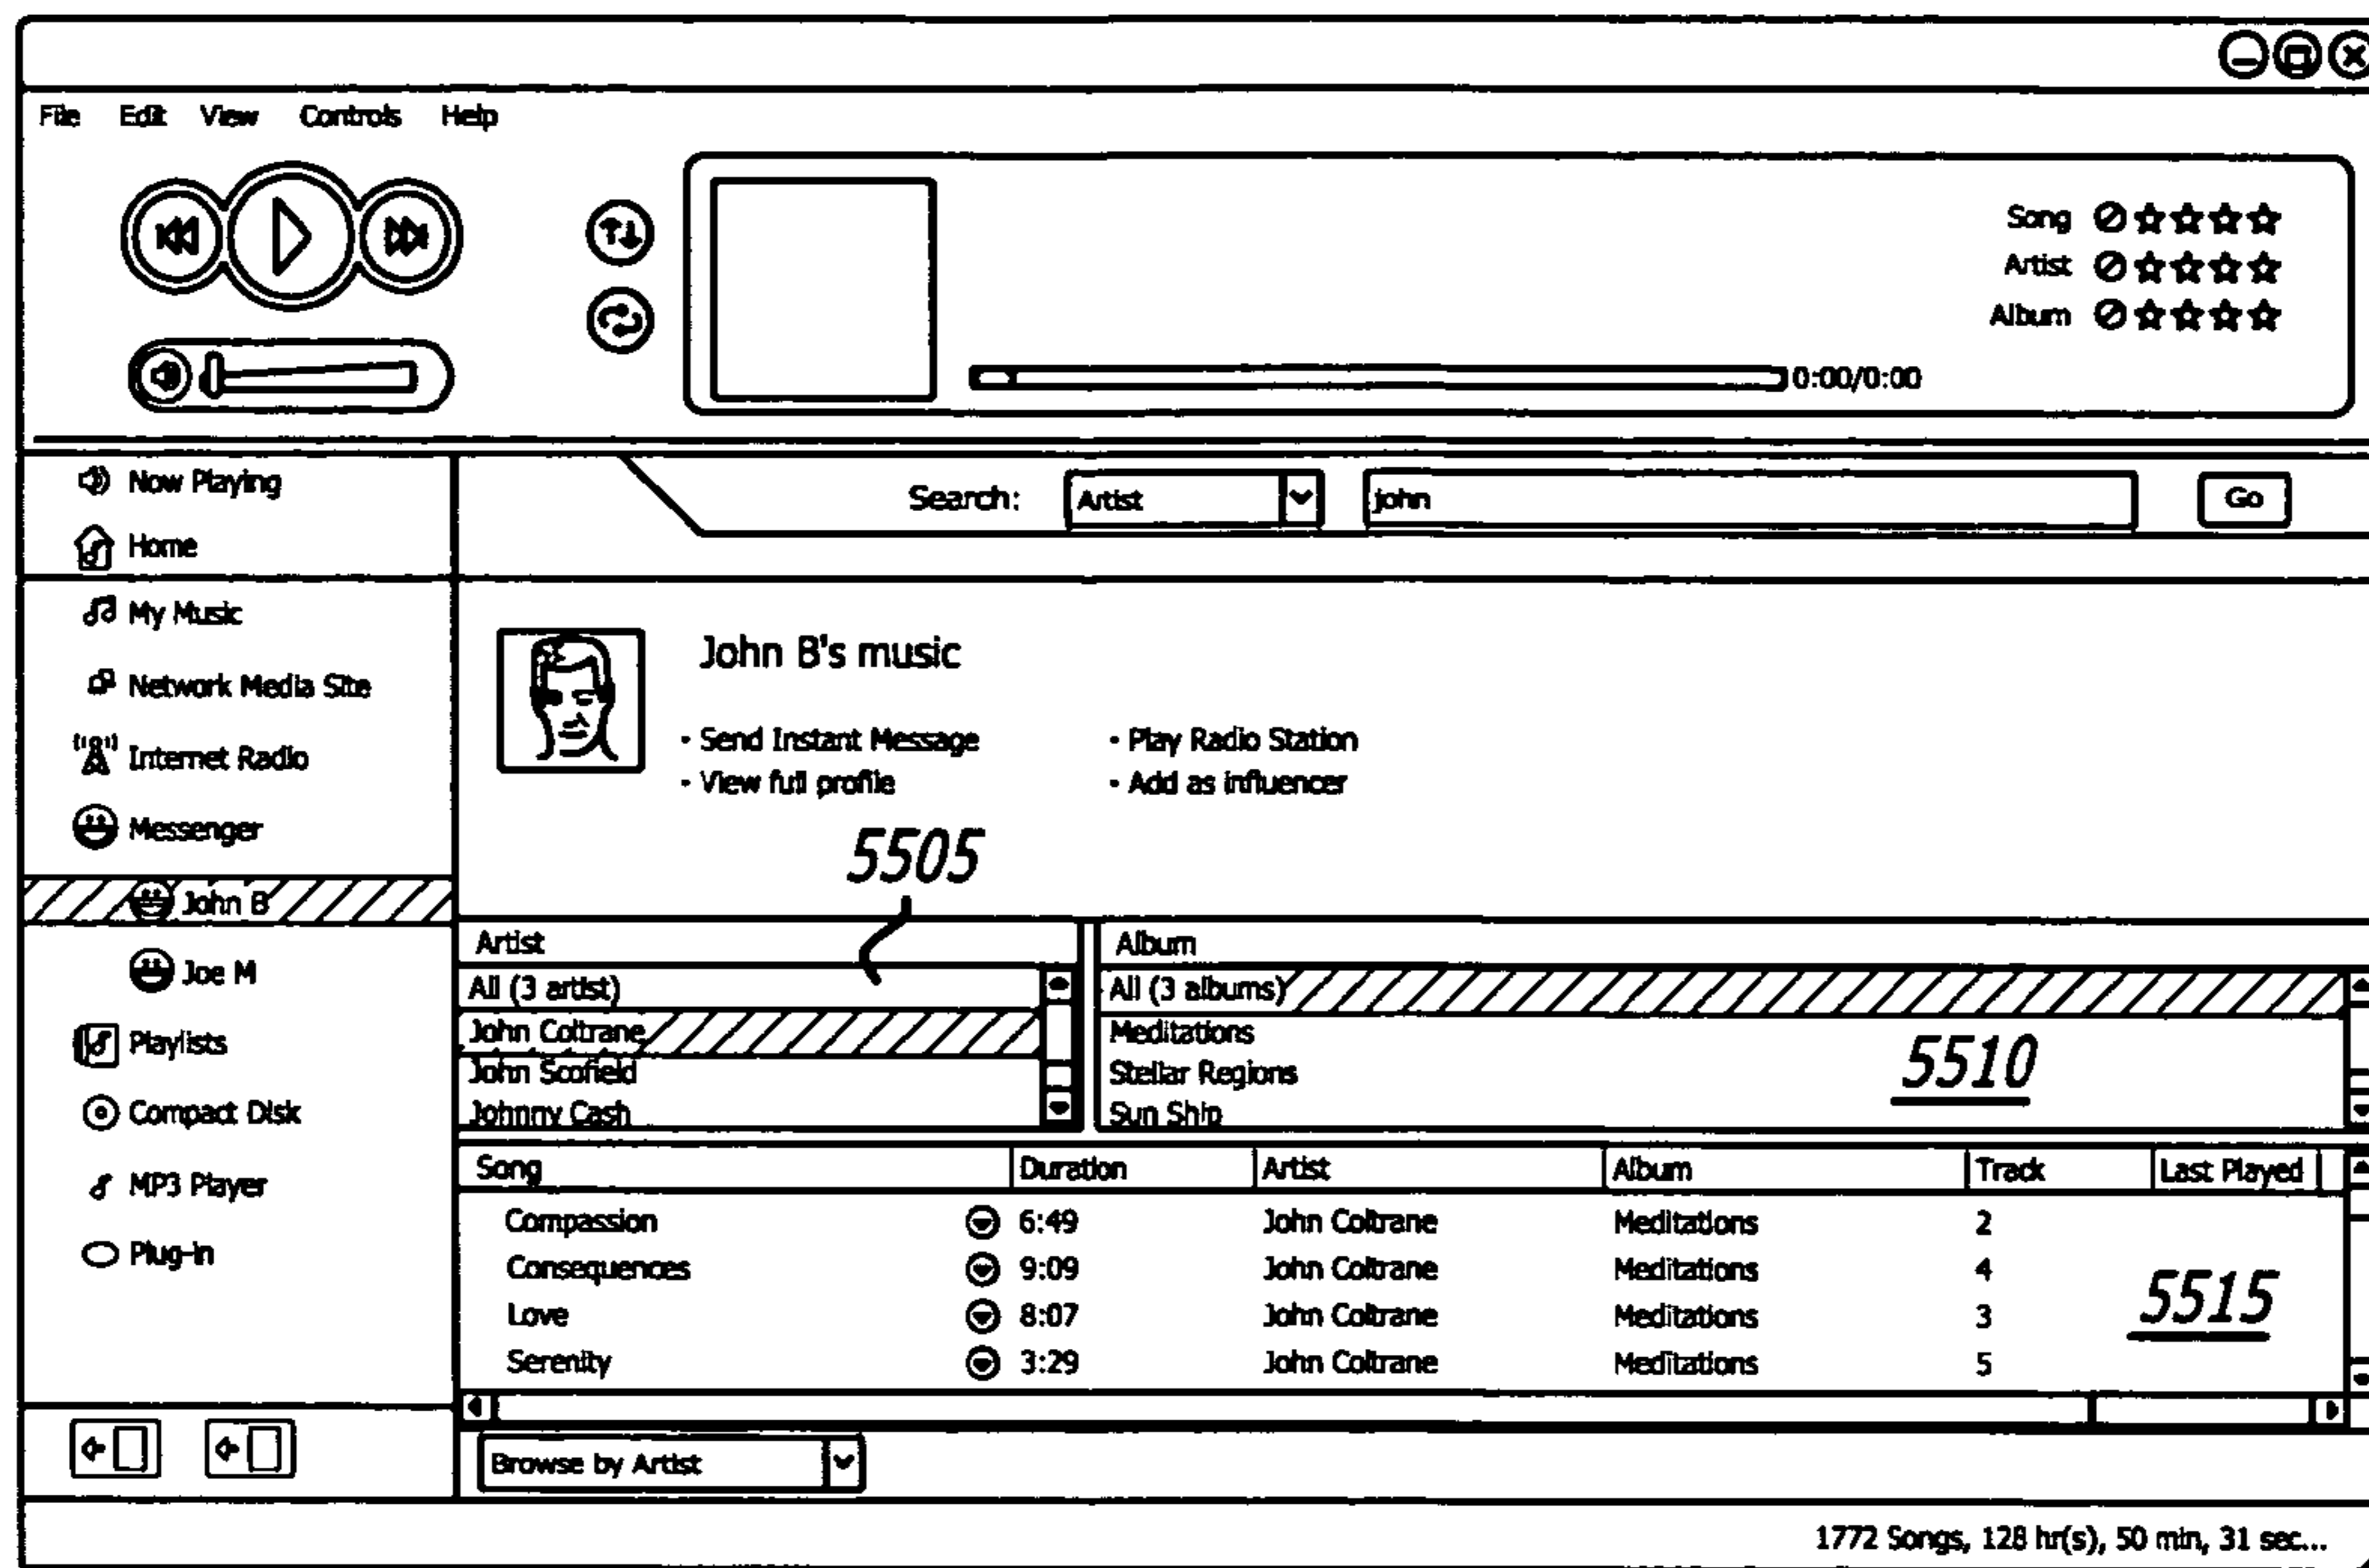 File Edit View Controls Help
Song
Artist
Album
0:00/0:00
Now Playing
Home
Search: Artist john Go
My Music
Network Media Site
Internet Radio
Messenger
John B
Joe M
Playlists
Compact Disk
MP3 Player
Plug-in
John B's music
- Send Instant Message - Play Radio Station
- View full profile - Add as influencer
5505
Artist
All (3 artist)
John Coltrane
John Scofield
Johnny Cash
Album
All (3 albums)
Meditations
Stellar Regions
Sun Ship
5510
Song Duration Artist Album Track Last Played
Compassion 6:49 John Coltrane Meditations 2
Consequences 9:09 John Coltrane Meditations 4
Love 8:07 John Coltrane Meditations 3
Serenity 3:29 John Coltrane Meditations 5
5515
Browse by Artist
1772 Songs, 128 hr(s), 50 min, 31 sec...